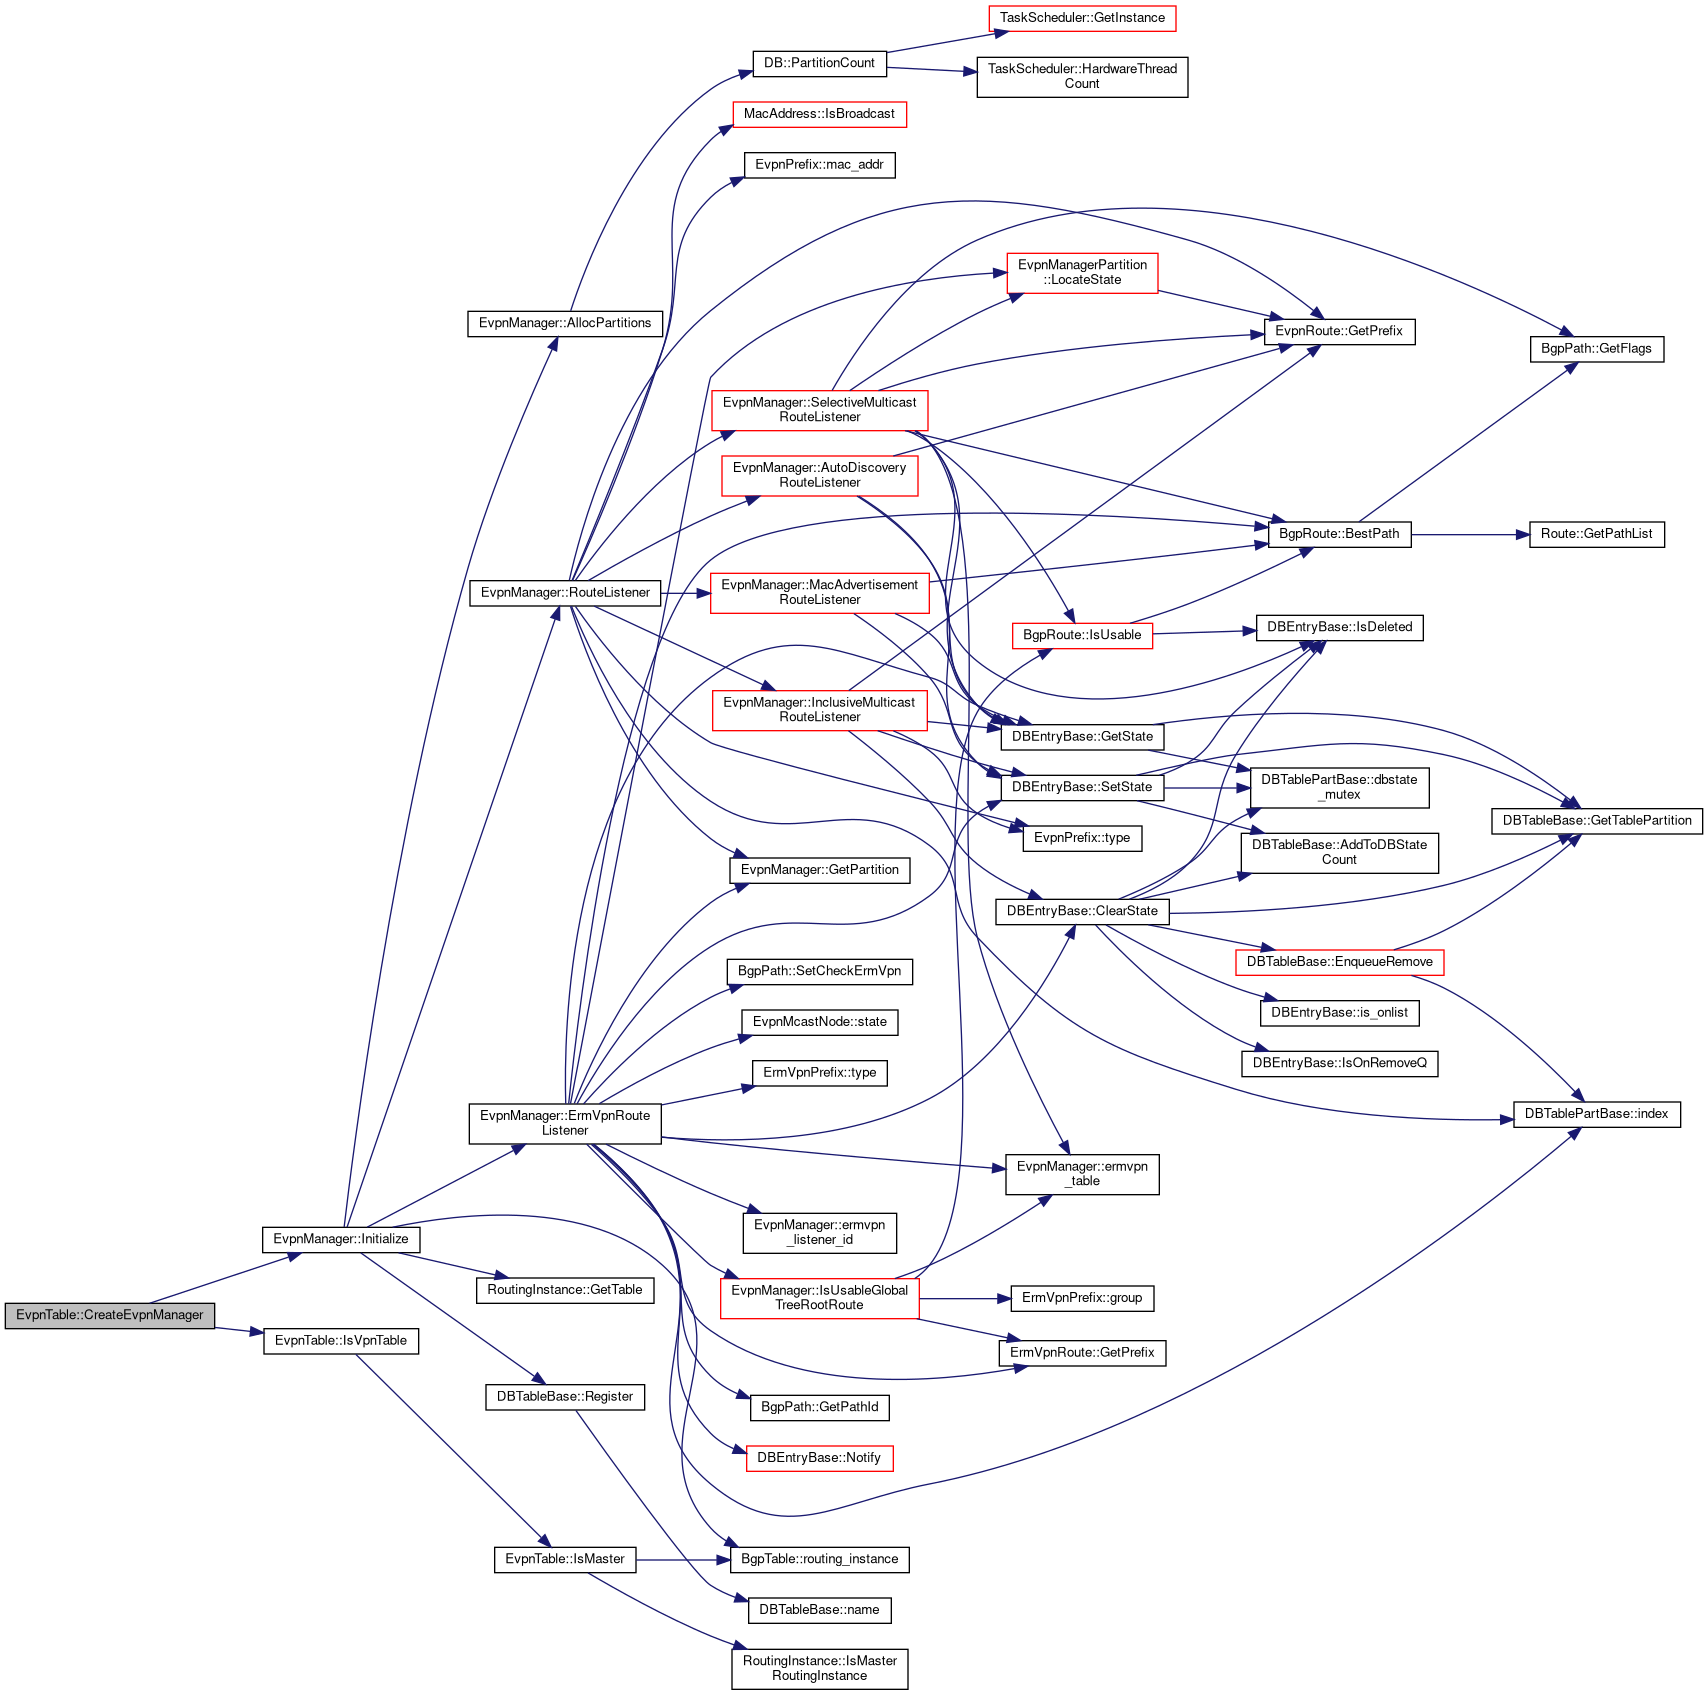 TaskScheduler::GetInstance
DB::PartitionCount
TaskScheduler::HardwareThread
Count
MacAddress::IsBroadcast
EvpnPrefix::mac_addr
EvpnManagerPartition
::LocateState
EvpnManager::AllocPartitions
EvpnRoute::GetPrefix
BgpPath::GetFlags
EvpnManager::SelectiveMulticast
RouteListener
EvpnManager::AutoDiscovery
RouteListener
BgpRoute::BestPath
Route::GetPathList
EvpnManager::RouteListener
EvpnManager::MacAdvertisement
RouteListener
BgpRoute::IsUsable
DBEntryBase::IsDeleted
EvpnManager::InclusiveMulticast
RouteListener
DBEntryBase::GetState
DBEntryBase::SetState
DBTablePartBase::dbstate
_mutex
DBTableBase::GetTablePartition
EvpnPrefix::type
DBTableBase::AddToDBState
Count
EvpnManager::GetPartition
DBEntryBase::ClearState
DBTableBase::EnqueueRemove
BgpPath::SetCheckErmVpn
DBEntryBase::is_onlist
EvpnMcastNode::state
DBEntryBase::IsOnRemoveQ
ErmVpnPrefix::type
EvpnManager::ErmVpnRoute
Listener
DBTablePartBase::index
EvpnManager::ermvpn
_table
EvpnManager::ermvpn
_listener_id
EvpnManager::Initialize
RoutingInstance::GetTable
EvpnManager::IsUsableGlobal
TreeRootRoute
ErmVpnPrefix::group
EvpnTable::CreateEvpnManager
EvpnTable::IsVpnTable
ErmVpnRoute::GetPrefix
DBTableBase::Register
BgpPath::GetPathId
DBEntryBase::Notify
EvpnTable::IsMaster
BgpTable::routing_instance
DBTableBase::name
RoutingInstance::IsMaster
RoutingInstance